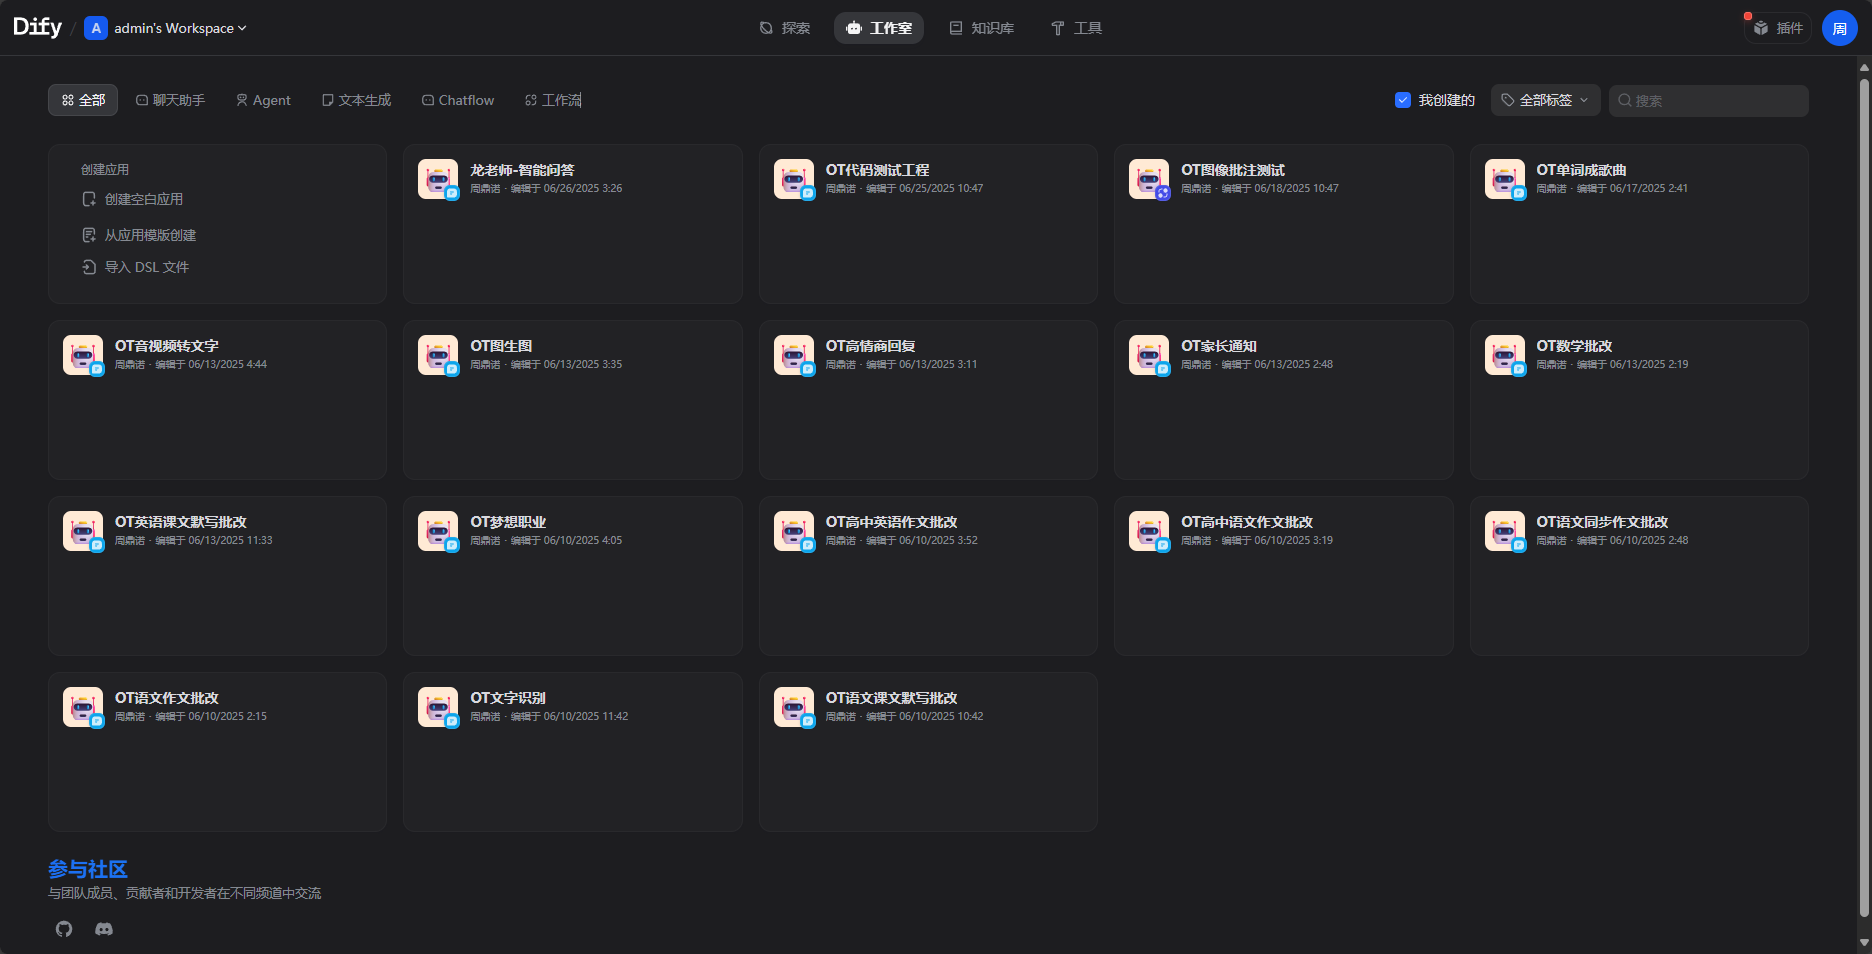 Dify / A admin's Workspace 探索 工作室 知识库 工具 插件 周
全部 聊天助手 Agent 文本生成 Chatflow 工作流 我创建的 全部标签 搜索
创建应用
创建空白应用
从应用模版创建
导入 DSL 文件
龙老师-智能问答
周鼎诺 · 编辑于 06/26/2025 3:26
OT代码测试工程
周鼎诺 · 编辑于 06/25/2025 10:47
OT图像批注测试
周鼎诺 · 编辑于 06/18/2025 10:47
OT单词成歌曲
周鼎诺 · 编辑于 06/17/2025 2:41
OT音视频转文字
周鼎诺 · 编辑于 06/13/2025 4:44
OT图生图
周鼎诺 · 编辑于 06/13/2025 3:35
OT高情商回复
周鼎诺 · 编辑于 06/13/2025 3:11
OT家长通知
周鼎诺 · 编辑于 06/13/2025 2:48
OT数学批改
周鼎诺 · 编辑于 06/13/2025 2:19
OT英语课文默写批改
周鼎诺 · 编辑于 06/13/2025 11:33
OT梦想职业
周鼎诺 · 编辑于 06/10/2025 4:05
OT高中英语作文批改
周鼎诺 · 编辑于 06/10/2025 3:52
OT高中语文作文批改
周鼎诺 · 编辑于 06/10/2025 3:19
OT语文同步作文批改
周鼎诺 · 编辑于 06/10/2025 2:48
OT语文作文批改
周鼎诺 · 编辑于 06/10/2025 2:15
OT文字识别
周鼎诺 · 编辑于 06/10/2025 11:42
OT语文课文默写批改
周鼎诺 · 编辑于 06/10/2025 10:42
参与社区
与团队成员、贡献者和开发者在不同频道中交流